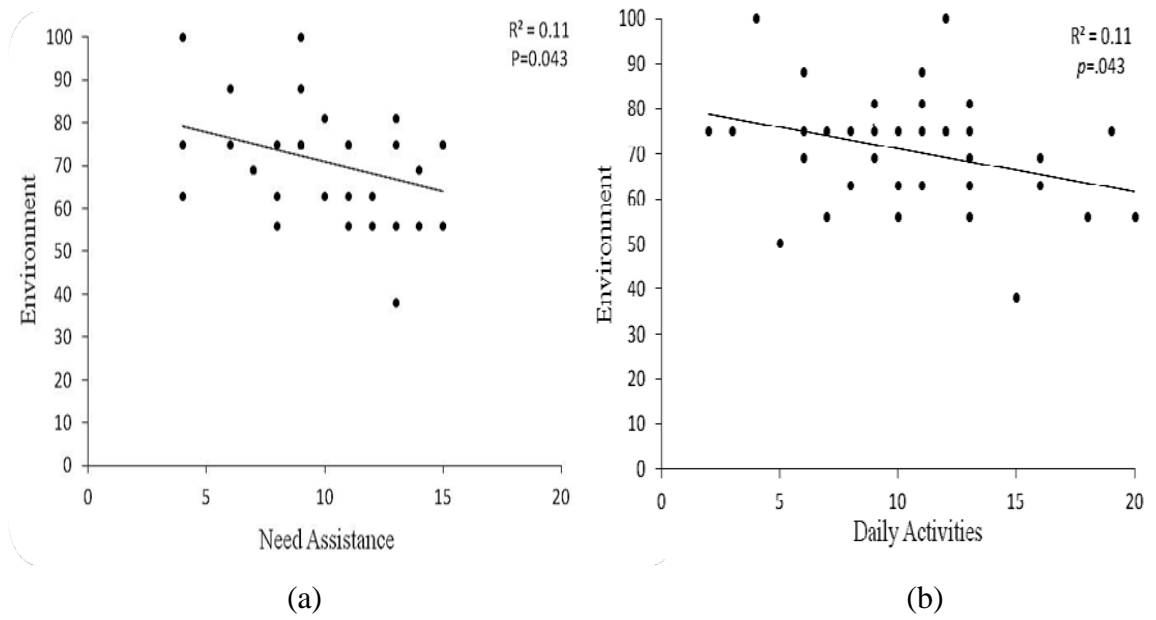 R² = 0.11
P=0.043
100
90
80
70
60
50
40
30
20
10
0
Environment
0 5 10 15 20
Need Assistance
(a)
R² = 0.11
p=.043
100
90
80
70
60
50
40
30
20
10
0
Environment
0 5 10 15 20
Daily Activities
(b)